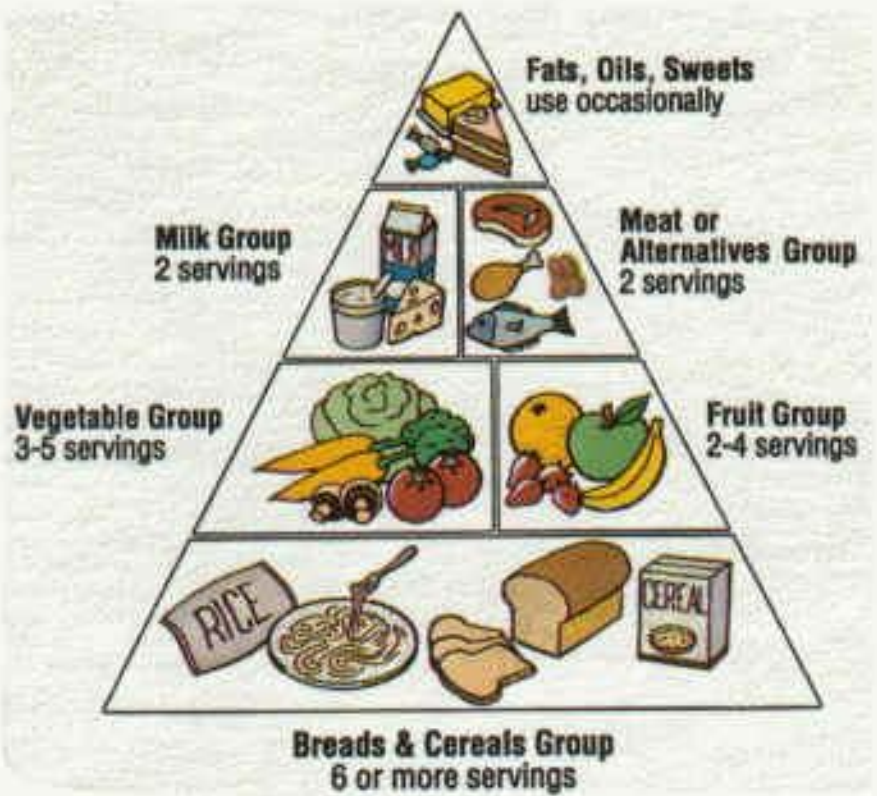 Fats, Oils, Sweets
use occasionally
Milk Group
2 servings
Meat or
Alternatives Group
2 servings
Vegetable Group
3-5 servings
Fruit Group
2-4 servings
RICE
CEREAL
Breads & Cereals Group
6 or more servings